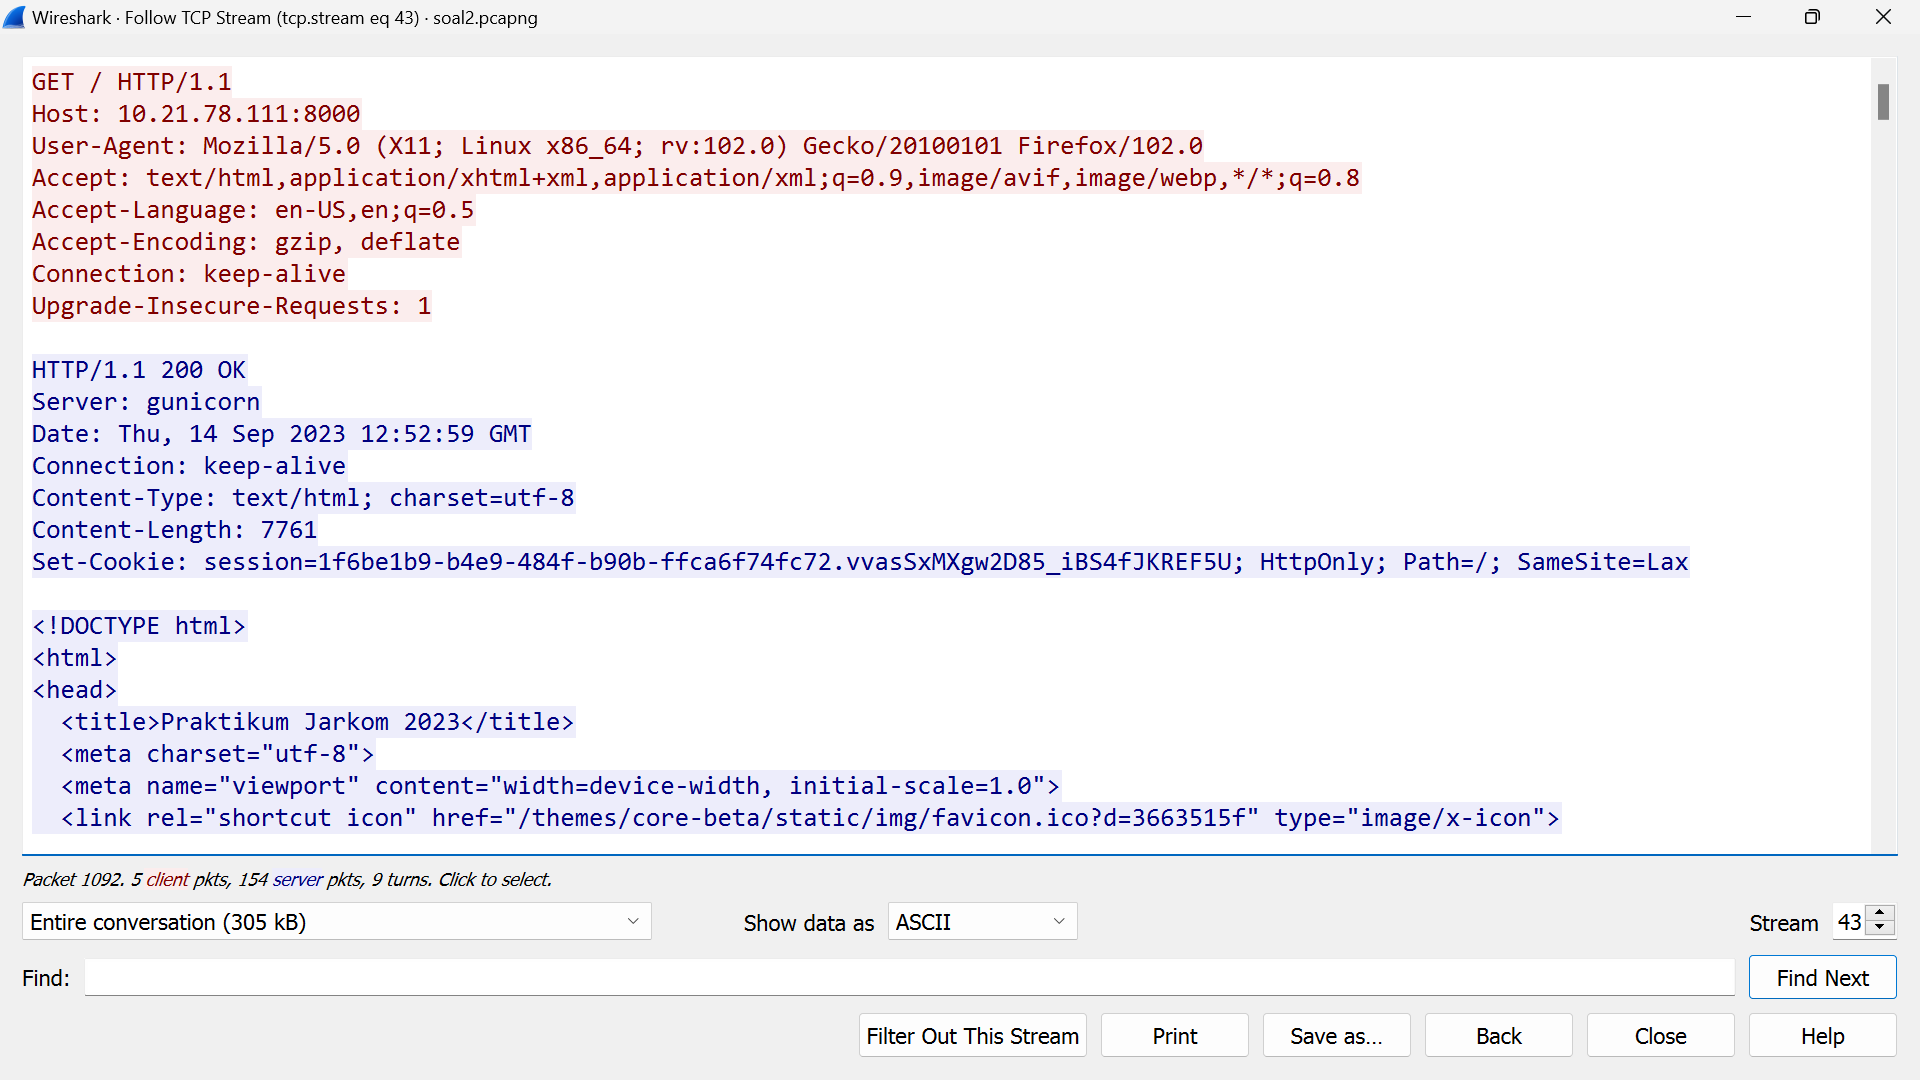 Wireshark · Follow TCP Stream (tcp.stream eq 43) · soal2.pcapng
GET / HTTP/1.1
Host: 10.21.78.111:8000
User-Agent: Mozilla/5.0 (X11; Linux x86_64; rv:102.0) Gecko/20100101 Firefox/102.0
Accept: text/html,application/xhtml+xml,application/xml;q=0.9,image/avif,image/webp,*/*;q=0.8
Accept-Language: en-US,en;q=0.5
Accept-Encoding: gzip, deflate
Connection: keep-alive
Upgrade-Insecure-Requests: 1
HTTP/1.1 200 OK
Server: gunicorn
Date: Thu, 14 Sep 2023 12:52:59 GMT
Connection: keep-alive
Content-Type: text/html; charset=utf-8
Content-Length: 7761
Set-Cookie: session=1f6be1b9-b4e9-484f-b90b-ffca6f74fc72.vvasSxMXgw2D85_iBS4fJKREF5U; HttpOnly; Path=/; SameSite=Lax
<!DOCTYPE html>
<html>
<head>
<title>Praktikum Jarkom 2023</title>
<meta charset="utf-8">
<meta name="viewport" content="width=device-width, initial-scale=1.0">
<link rel="shortcut icon" href="/themes/core-beta/static/img/favicon.ico?d=3663515f" type="image/x-icon">
Packet 1092. 5 client pkts, 154 server pkts, 9 turns. Click to select.
Entire conversation (305 kB) Show data as ASCII Stream 43
Find: Find Next
Filter Out This Stream Print Save as... Back Close Help